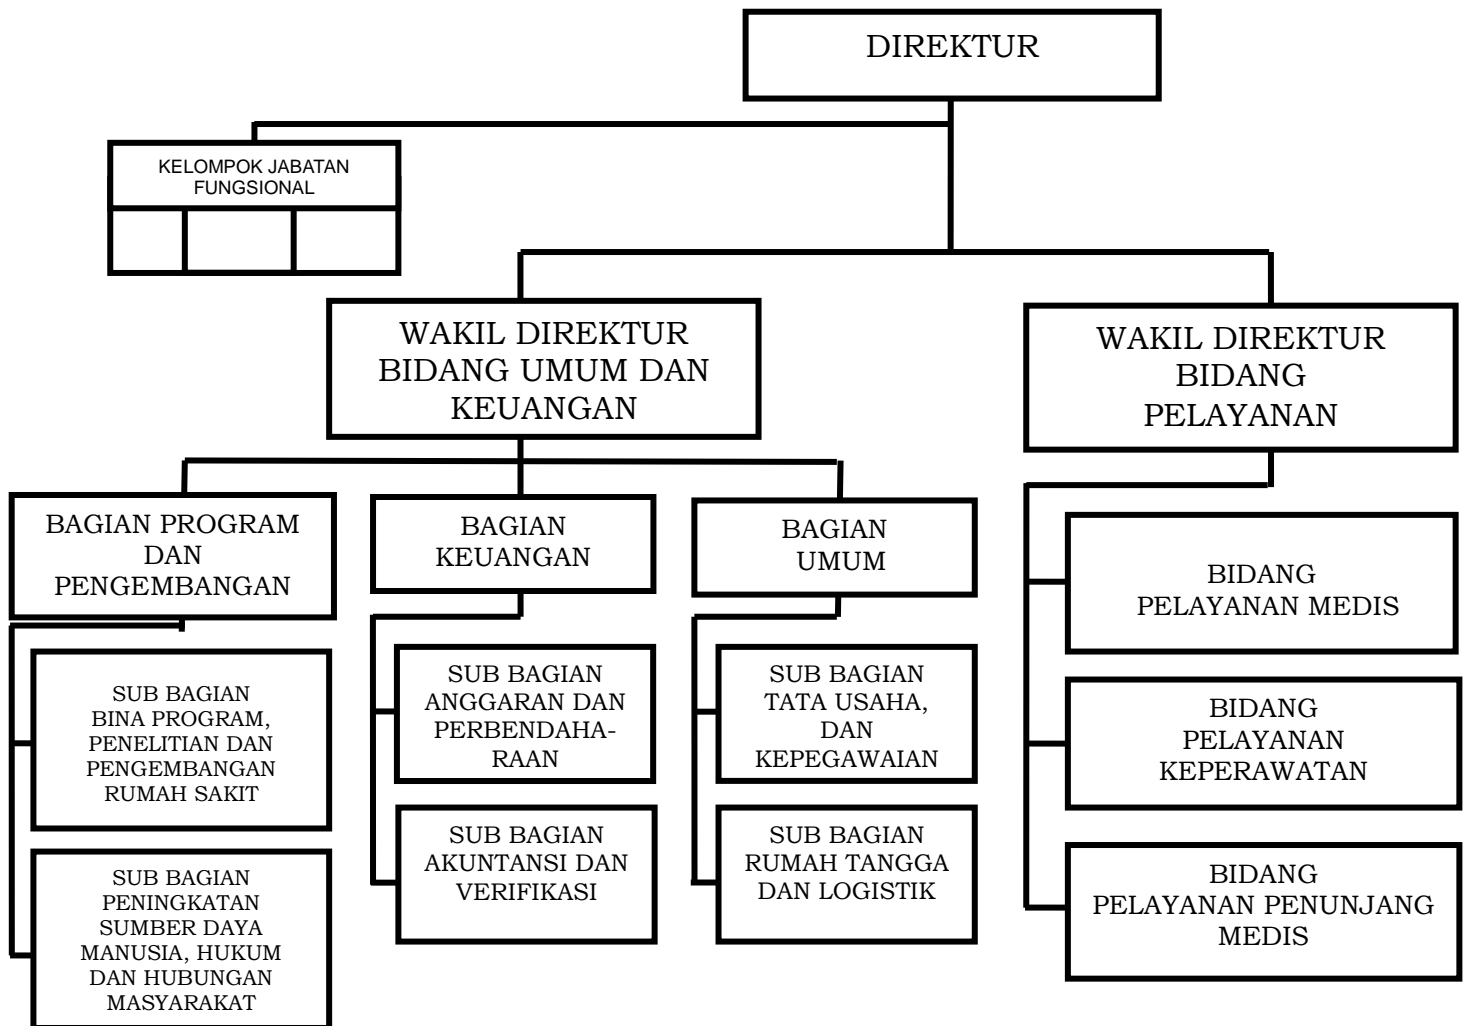 DIREKTUR
KELOMPOK JABATAN
FUNGSIONAL
WAKIL DIREKTUR
BIDANG UMUM DAN
KEUANGAN
WAKIL DIREKTUR
BIDANG
PELAYANAN
BAGIAN PROGRAM
DAN
PENGEMBANGAN
BAGIAN
KEUANGAN
BAGIAN
UMUM
SUB BAGIAN
BINA PROGRAM,
PENELITIAN DAN
PENGEMBANGAN
RUMAH SAKIT
SUB BAGIAN
PENINGKATAN
SUMBER DAYA
MANUSIA, HUKUM
DAN HUBUNGAN
MASYARAKAT
SUB BAGIAN
ANGGARAN DAN
PERBENDAHA-
RAAN
SUB BAGIAN
AKUNTANSI DAN
VERIFIKASI
SUB BAGIAN
TATA USAHA,
DAN
KEPEGAWAIAN
SUB BAGIAN
RUMAH TANGGA
DAN LOGISTIK
BIDANG
PELAYANAN MEDIS
BIDANG
PELAYANAN
KEPERAWATAN
BIDANG
PELAYANAN PENUNJANG
MEDIS